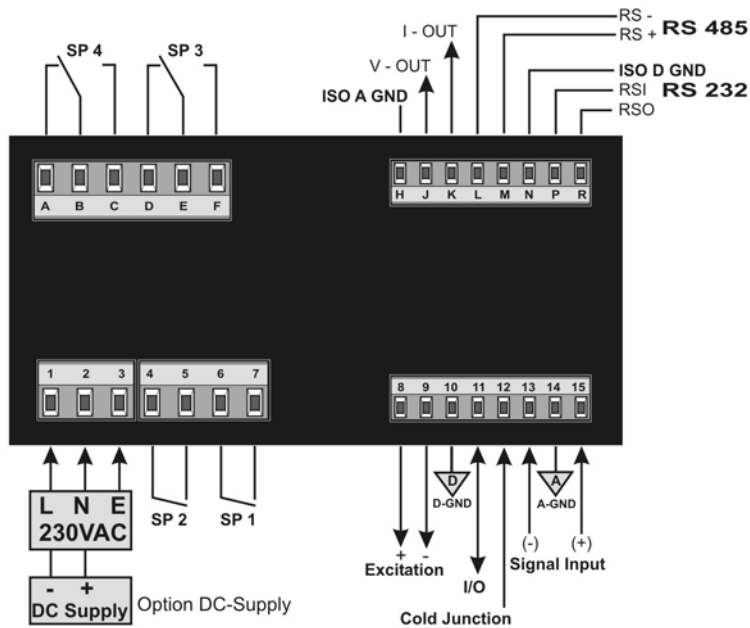 SP 4
SP 3
I - OUT
V - OUT
ISO A GND
RS -
RS +
RS 485
ISO D GND
RSI
RS 232
RSO
A B C D E F
H J K L M N P R
1 2 3 4 5 6 7
8 9 10 11 12 13 14 15
L N E
230VAC
SP 2
SP 1
D
D-GND
A
A-GND
+ -
Excitation
I/O
(-) (+)
Signal Input
Cold Junction
- +
DC Supply
Option DC-Supply